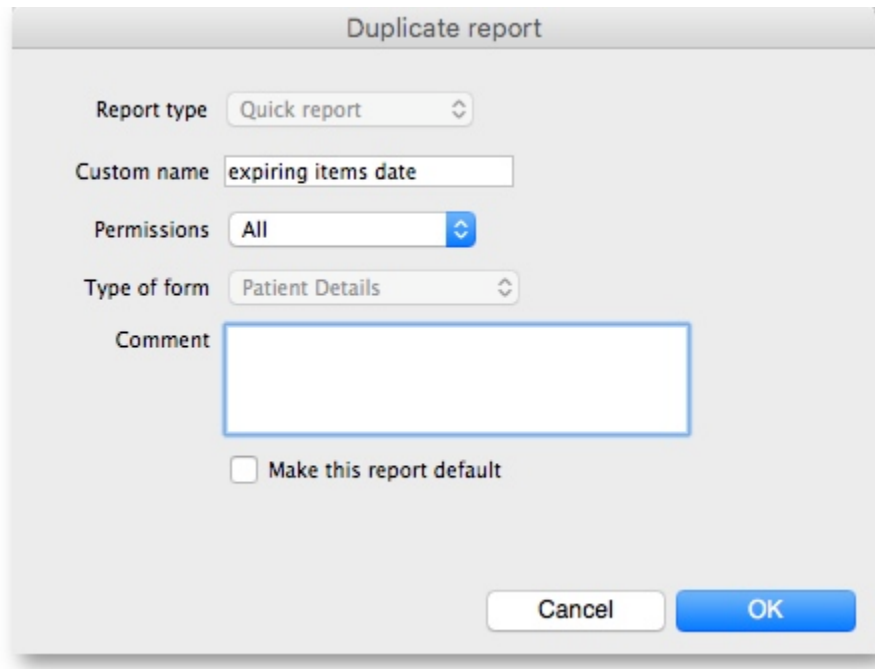 Duplicate report
Report type Quick report
Custom name expiring items date
Permissions All
Type of form Patient Details
Comment
Make this report default
Cancel OK